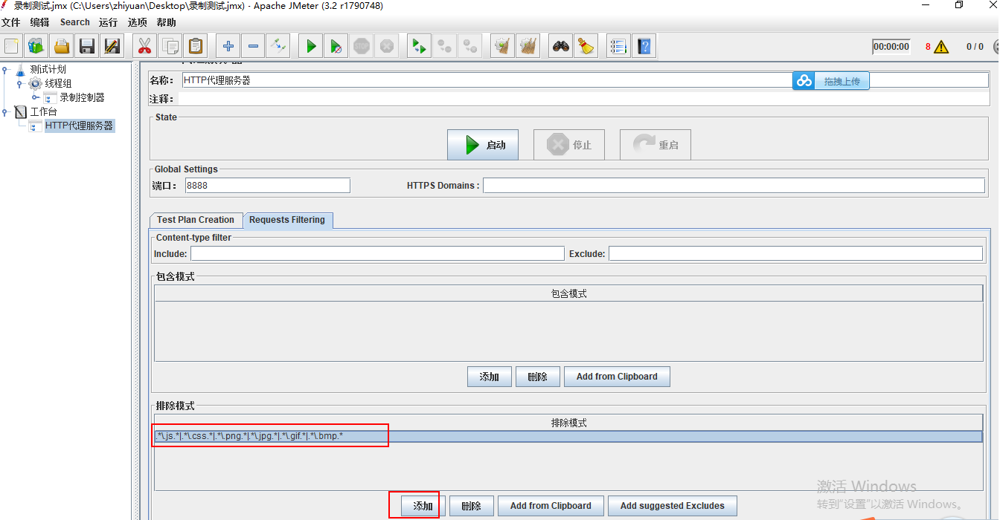 录制测试.jmx (C:\Users\zhiyuan\Desktop\录制测试.jmx) - Apache JMeter (3.2 r1790748)
文件 编辑 Search 运行 选项 帮助
STOP 00:00:00 8 0 / 0
测试计划
线程组
录制控制器
工作台
HTTP代理服务器
名称: HTTP代理服务器 拖拽上传
注释:
State
启动 停止 重启
Global Settings
端口: 8888 HTTPS Domains :
Test Plan Creation Requests Filtering
Content-type filter
Include: Exclude:
包含模式
包含模式
添加 删除 Add from Clipboard
排除模式
排除模式
.*\.js.*|.*\.css.*|.*\.png.*|.*\.jpg.*|.*\.gif.*|.*\.bmp.*
添加 删除 Add from Clipboard Add suggested Excludes
激活 Windows
转到"设置"以激活 Windows。